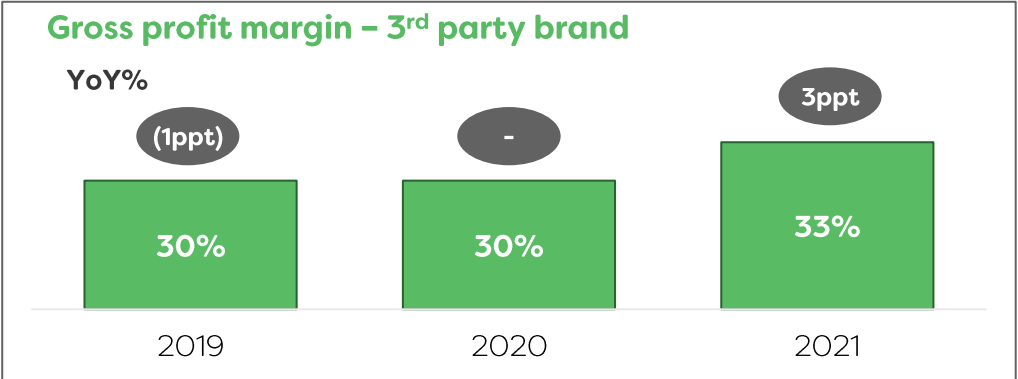 Gross profit margin – 3rd party brand
YoY%
(1ppt) - 3ppt
30% 30% 33%
2019 2020 2021